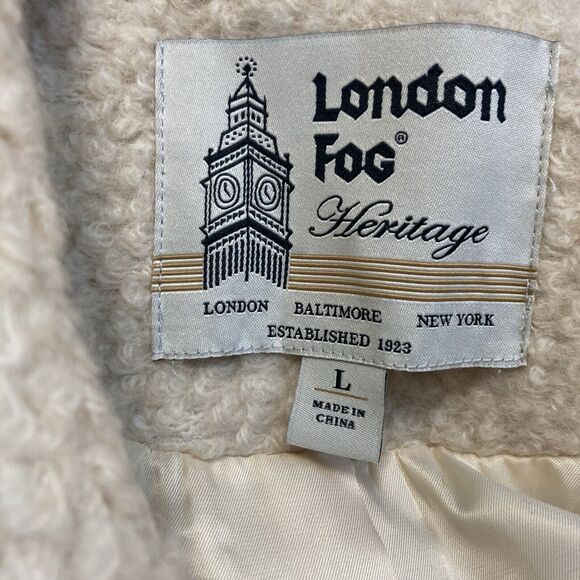 London
Fog®
Heritage
LONDON BALTIMORE NEW YORK
ESTABLISHED 1923
L
MADE IN
CHINA